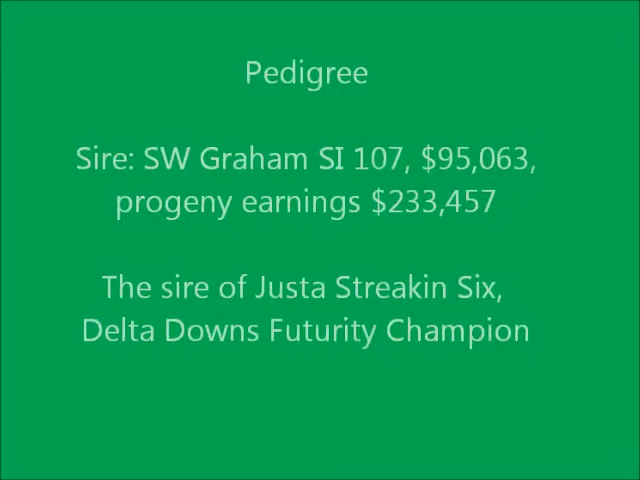 Pedigree
Sire: SW Graham SI 107, $95,063,
progeny earnings $233,457
The sire of Justa Streakin Six,
Delta Downs Futurity Champion